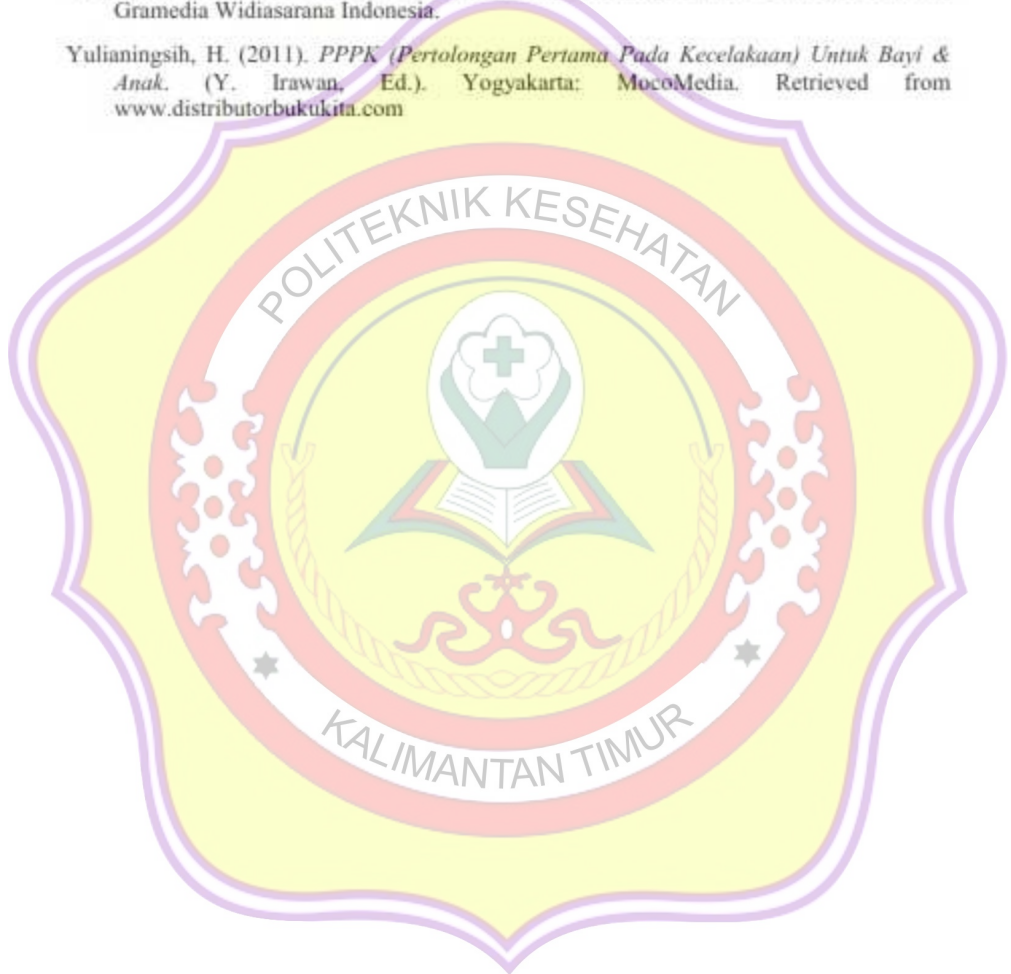 Gramedia Widiasarana Indonesia.
Yulianingsih, H. (2011). PPPK (Pertolongan Pertama Pada Kecelakaan) Untuk Bayi &
Anak. (Y. Irawan, Ed.). Yogyakarta: MocoMedia. Retrieved from
www.distributorbukukita.com
POLITEKNIK KESEHATAN
KALIMANTAN TIMUR